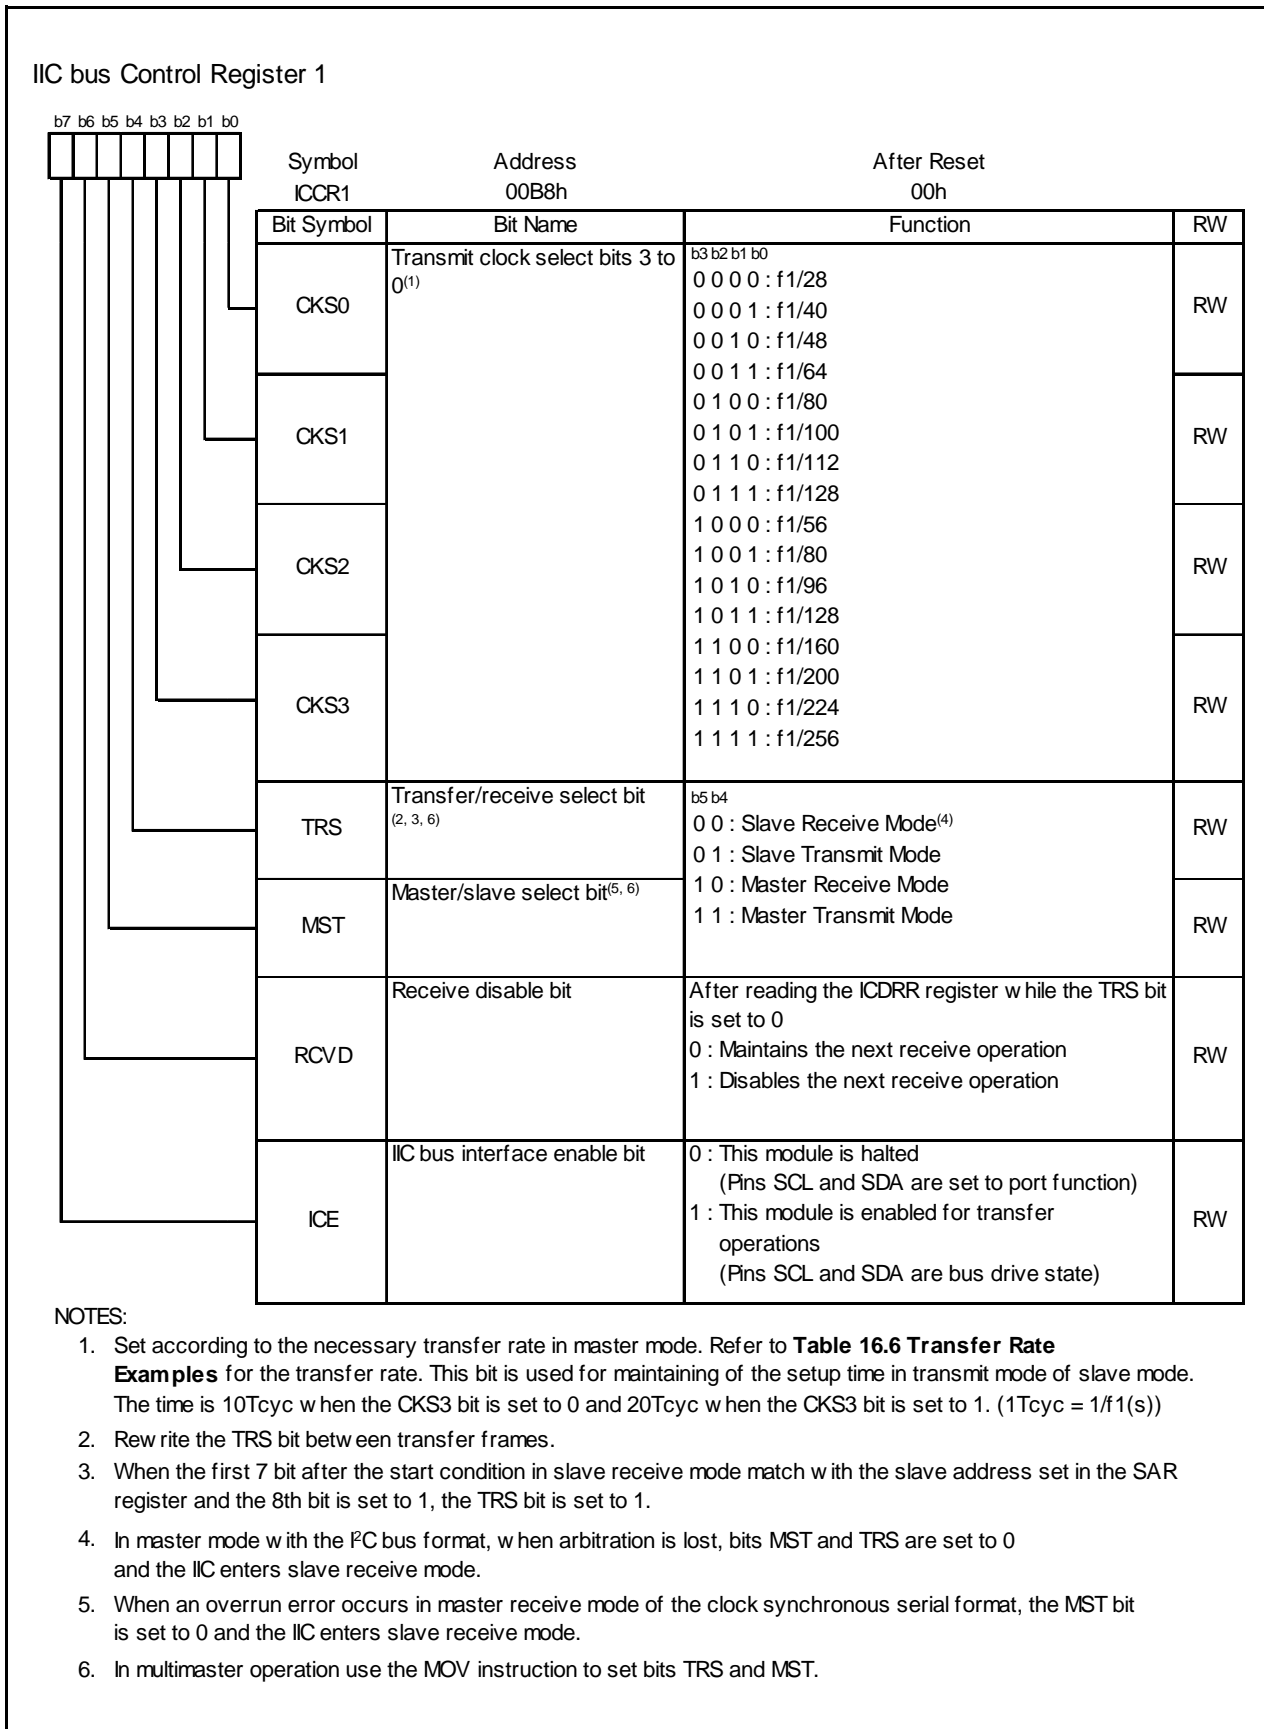 IIC bus Control Register 1
b7 b6 b5 b4 b3 b2 b1 b0
Symbol Address After Reset
ICCR1 00B8h 00h
Bit Symbol Bit Name Function RW
CKS0 Transmit clock select bits 3 to RW
0(1)
b3 b2 b1 b0
0 0 0 0 : f1/28
0 0 0 1 : f1/40
0 0 1 0 : f1/48
0 0 1 1 : f1/64
CKS1 RW
0 1 0 0 : f1/80
0 1 0 1 : f1/100
0 1 1 0 : f1/112
0 1 1 1 : f1/128
CKS2 RW
1 0 0 0 : f1/56
1 0 0 1 : f1/80
1 0 1 0 : f1/96
1 0 1 1 : f1/128
CKS3 RW
1 1 0 0 : f1/160
1 1 0 1 : f1/200
1 1 1 0 : f1/224
1 1 1 1 : f1/256
TRS Transfer/receive select bit RW
(2, 3, 6)
b5 b4
0 0 : Slave Receive Mode(4)
0 1 : Slave Transmit Mode
MST Master/slave select bit(5, 6) RW
1 0 : Master Receive Mode
1 1 : Master Transmit Mode
RCVD Receive disable bit RW
After reading the ICDRR register while the TRS bit
is set to 0
0 : Maintains the next receive operation
1 : Disables the next receive operation
ICE IIC bus interface enable bit RW
0 : This module is halted
(Pins SCL and SDA are set to port function)
1 : This module is enabled for transfer
operations
(Pins SCL and SDA are bus drive state)
NOTES:
1. Set according to the necessary transfer rate in master mode. Refer to Table 16.6 Transfer Rate
Examples for the transfer rate. This bit is used for maintaining of the setup time in transmit mode of slave mode.
The time is 10Tcyc when the CKS3 bit is set to 0 and 20Tcyc when the CKS3 bit is set to 1. (1Tcyc = 1/f1(s))
2. Rewrite the TRS bit between transfer frames.
3. When the first 7 bit after the start condition in slave receive mode match with the slave address set in the SAR
register and the 8th bit is set to 1, the TRS bit is set to 1.
4. In master mode with the I²C bus format, when arbitration is lost, bits MST and TRS are set to 0
and the IIC enters slave receive mode.
5. When an overrun error occurs in master receive mode of the clock synchronous serial format, the MST bit
is set to 0 and the IIC enters slave receive mode.
6. In multimaster operation use the MOV instruction to set bits TRS and MST.